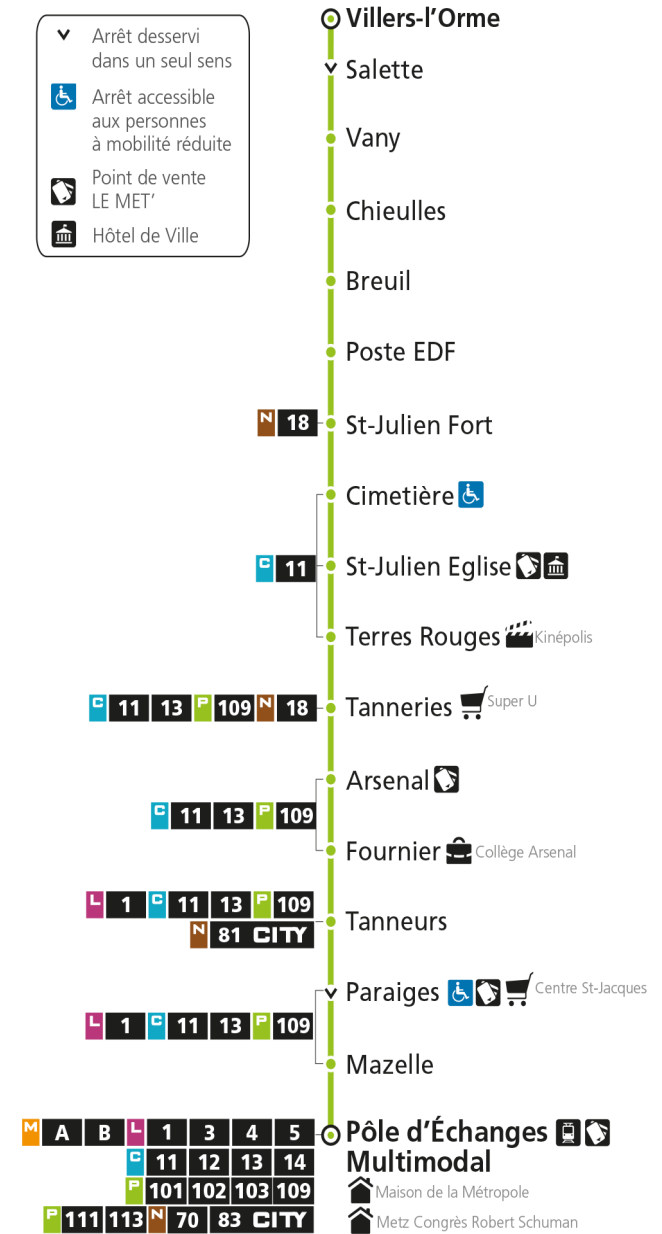 Arrêt desservi
dans un seul sens
Arrêt accessible
aux personnes
à mobilité réduite
Point de vente
LE MET'
Hôtel de Ville
Villers-l'Orme
Salette
Vany
Chieulles
Breuil
Poste EDF
N 18 St-Julien Fort
Cimetière
C 11 St-Julien Eglise
Terres Rouges Kinépolis
C 11 13 P 109 N 18 Tanneries Super U
Arsenal
C 11 13 P 109
Fournier Collège Arsenal
L 1 C 11 13 P 109
N 81 CITY
Tanneurs
Paraiges Centre St-Jacques
L 1 C 11 13 P 109
Mazelle
M A B L 1 3 4 5 Pôle d'Échanges
C 11 12 13 14 Multimodal
P 101 102 103 109 Maison de la Métropole
P 111 113 N 70 83 CITY Metz Congrès Robert Schuman